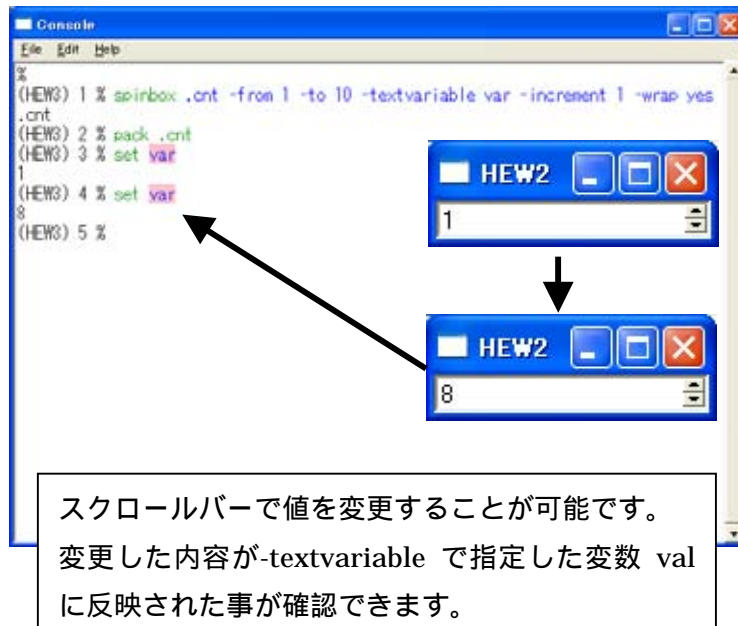 Console
File Edit Help
%
(HEW3) 1 % spinbox .cnt -from 1 -to 10 -textvariable var -increment 1 -wrap yes
.cnt
(HEW3) 2 % pack .cnt
(HEW3) 3 % set var
1
(HEW3) 4 % set var
8
(HEW3) 5 %
HEW2
1
HEW2
8
スクロールバーで値を変更することが可能です。
変更した内容が-textvariable で指定した変数 val
に反映された事が確認できます。